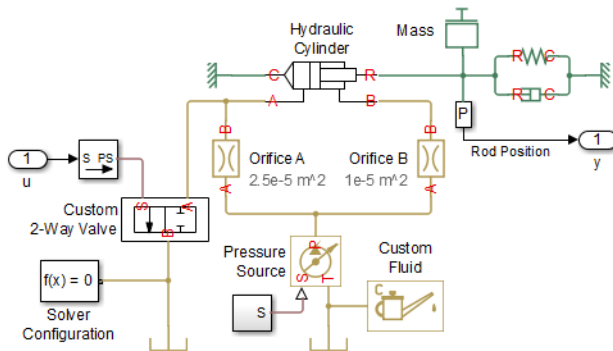 Hydraulic
Cylinder
Mass
C
R
A
B
R
C
R
C
P
1
u
S PS
B
Orifice A
2.5e-5 m^2
A
Orifice B
1e-5 m^2
B
A
Rod Position
1
y
Custom
2-Way Valve
S
A
B
Pressure
Source
P
S
T
Custom
Fluid
C
f(x) = 0
Solver
Configuration
S